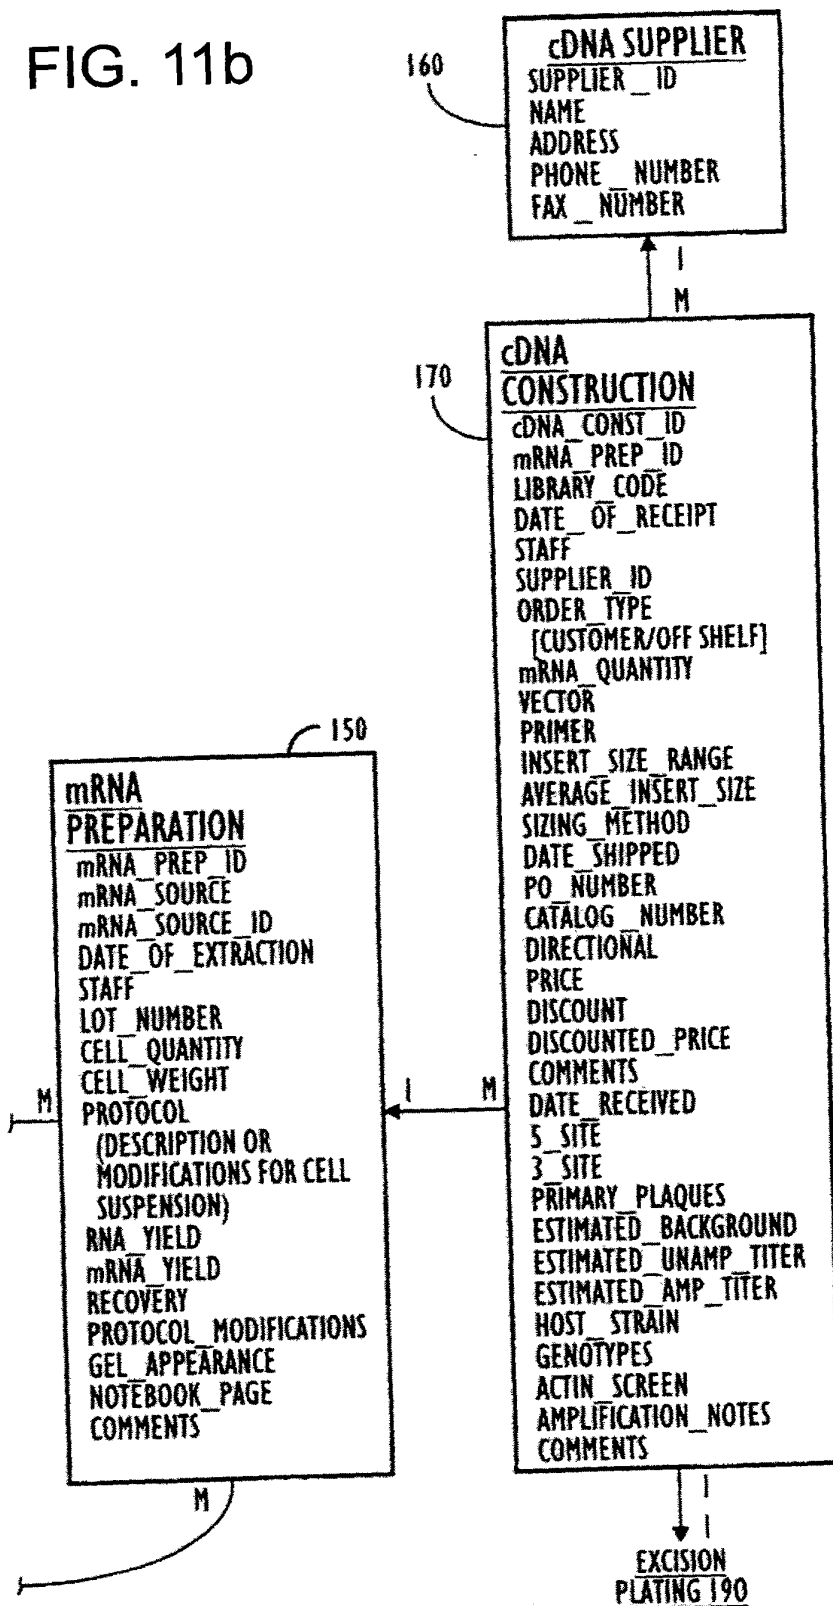 FIG. 11b
160
cDNA SUPPLIER
SUPPLIER_ID
NAME
ADDRESS
PHONE_NUMBER
FAX_NUMBER
1
M
170
cDNA
CONSTRUCTION
cDNA_CONST_ID
mRNA_PREP_ID
LIBRARY_CODE
DATE_OF_RECEIPT
STAFF
SUPPLIER_ID
ORDER_TYPE
[CUSTOMER/OFF SHELF]
mRNA_QUANTITY
VECTOR
PRIMER
INSERT_SIZE_RANGE
AVERAGE_INSERT_SIZE
SIZING_METHOD
DATE_SHIPPED
PO_NUMBER
CATALOG_NUMBER
DIRECTIONAL
PRICE
DISCOUNT
DISCOUNTED_PRICE
COMMENTS
DATE_RECEIVED
5_SITE
3_SITE
PRIMARY_PLAQUES
ESTIMATED_BACKGROUND
ESTIMATED_UNAMP_TITER
ESTIMATED_AMP_TITER
HOST_STRAIN
GENOTYPES
ACTIN_SCREEN
AMPLIFICATION_NOTES
COMMENTS
150
mRNA
PREPARATION
mRNA_PREP_ID
mRNA_SOURCE
mRNA_SOURCE_ID
DATE_OF_EXTRACTION
STAFF
LOT_NUMBER
CELL_QUANTITY
CELL_WEIGHT
PROTOCOL
(DESCRIPTION OR
MODIFICATIONS FOR CELL
SUSPENSION)
RNA_YIELD
mRNA_YIELD
RECOVERY
PROTOCOL_MODIFICATIONS
GEL_APPEARANCE
NOTEBOOK_PAGE
COMMENTS
M
1 M
M
1
1
EXCISION
PLATING 190